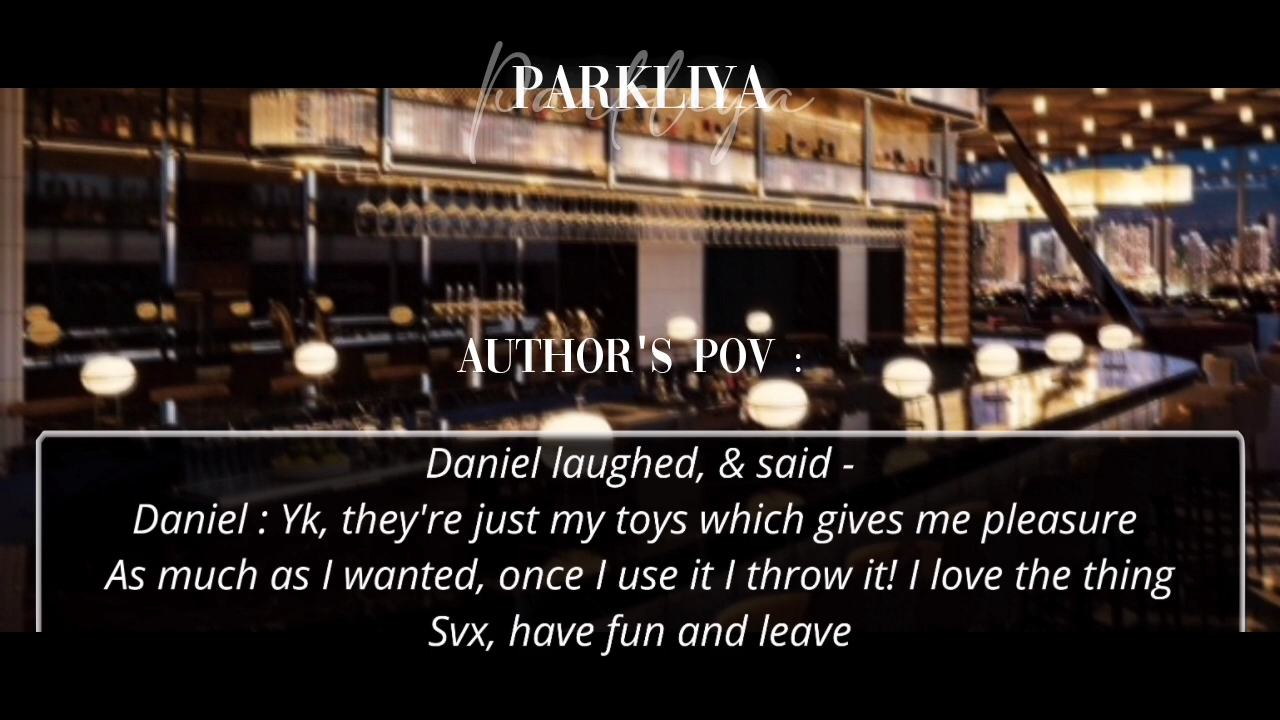 PARKLIYA
Parkliya
AUTHOR'S POV :
Daniel laughed, & said -
Daniel : Yk, they're just my toys which gives me pleasure
As much as I wanted, once I use it I throw it! I love the thing
Svx, have fun and leave